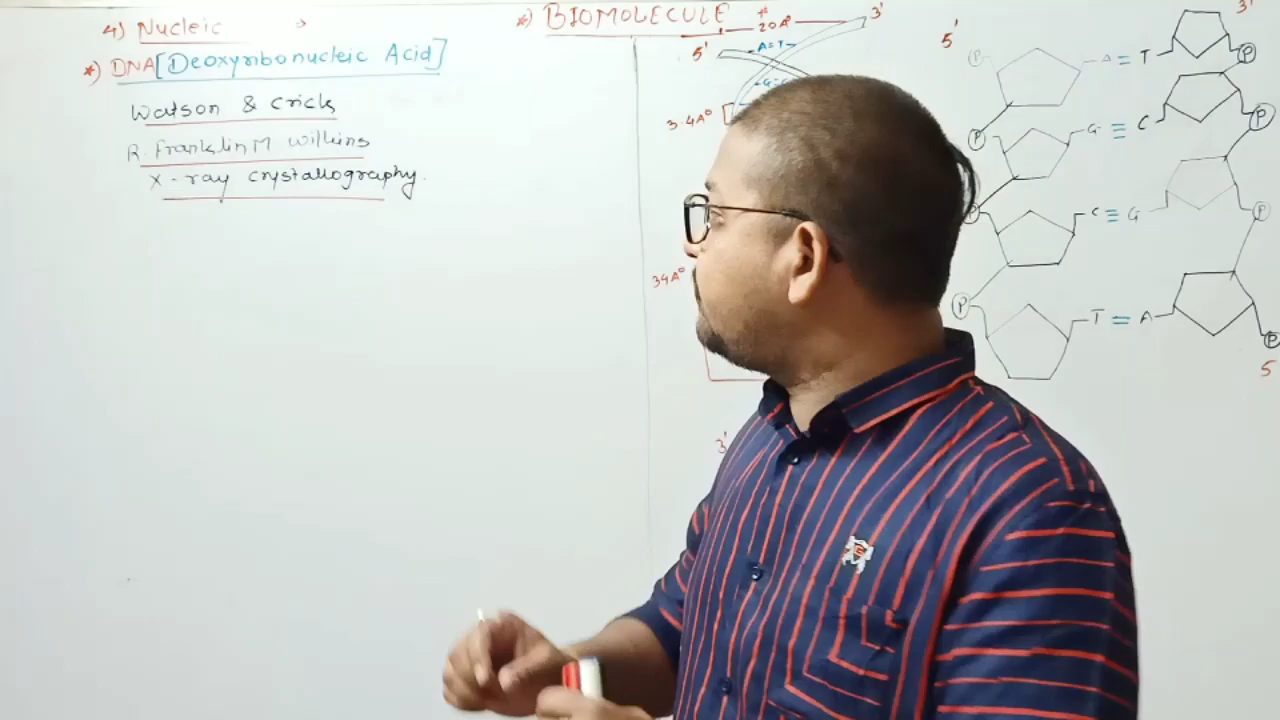 *) BIOMOLECULE
4) Nucleic
*) DNA [Deoxyribonucleic Acid]
Watson & Crick
R. Franklin M Wilkins
X-ray crystallography.
20A°
3'
5'
A=T
3.4A°
34A°
3'
5'
3'
P A = T P
P G ≡ C P
P C ≡ G P
P T = A P
5